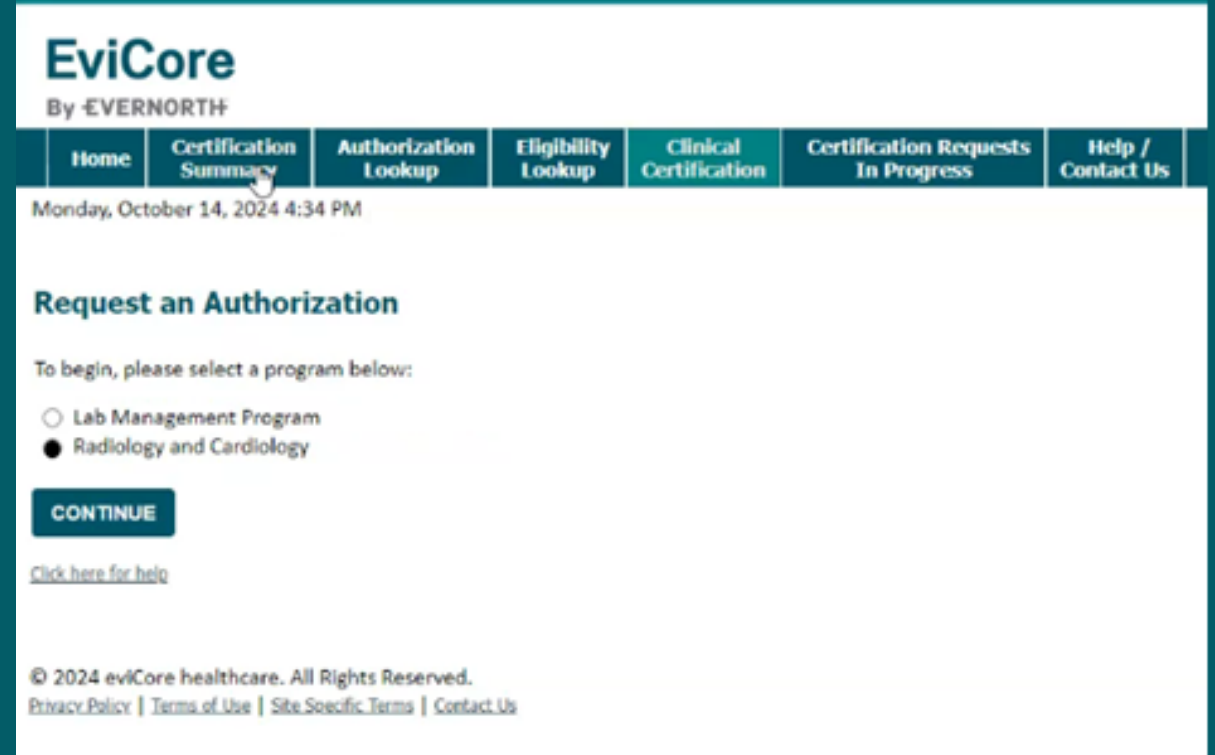 EviCore
By EVERNORTH
Home
Certification
Summary
Authorization
Lookup
Eligibility
Lookup
Clinical
Certification
Certification Requests
In Progress
Help /
Contact Us
Monday, October 14, 2024 4:34 PM
Request an Authorization
To begin, please select a program below:
Lab Management Program
Radiology and Cardiology
CONTINUE
Click here for help
© 2024 eviCore healthcare. All Rights Reserved.
Privacy Policy | Terms of Use | Site Specific Terms | Contact Us